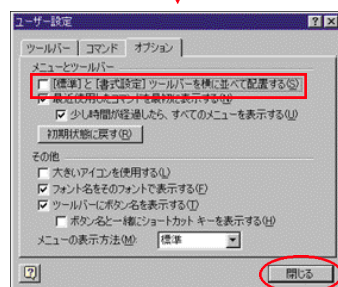 ユーザー設定
ツールバー コマンド オプション
メニューとツールバー
[標準]と[書式設定]ツールバーを横に並べて配置する(S)
最近使用したコマンドを最初に表示する(N)
少し時間が経過したら、すべてのメニューを表示する(U)
初期状態に戻す(R)
その他
大きいアイコンを使用する(L)
フォント名をそのフォントで表示する(F)
ツールバーにボタン名を表示する(T)
ボタン名と一緒にショートカット キーを表示する(H)
メニューの表示方法(M): 標準
閉じる